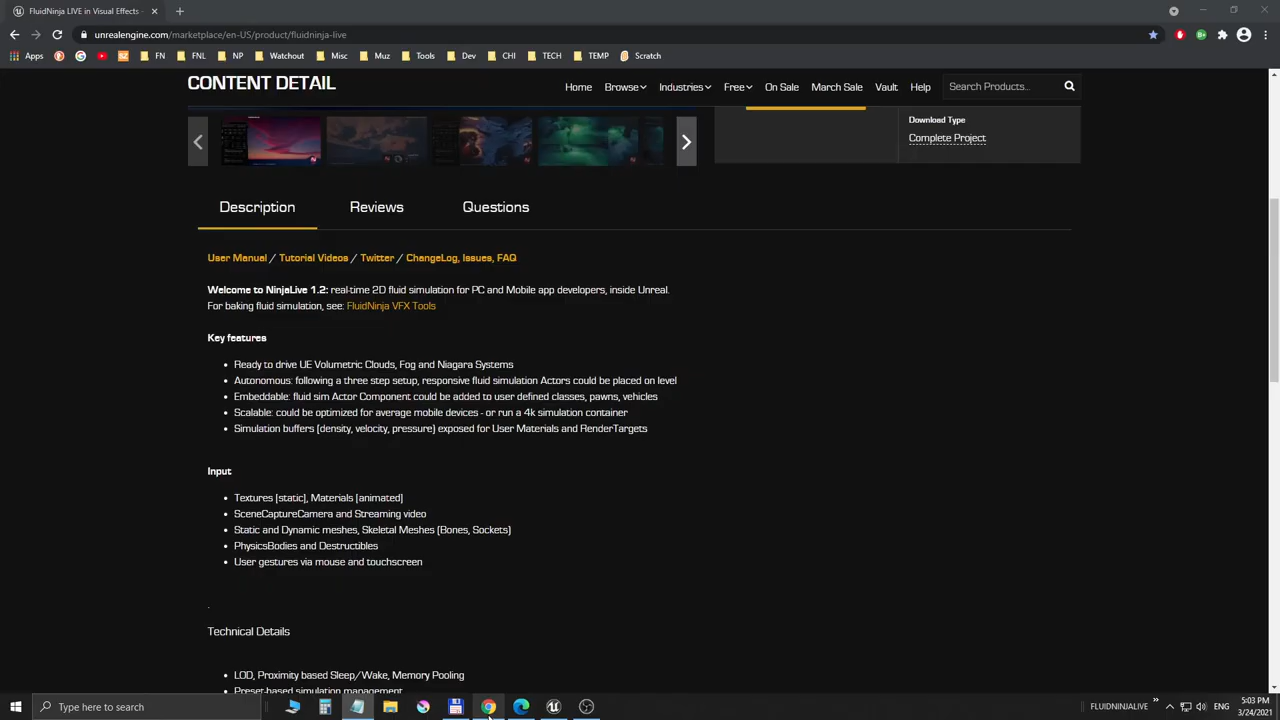 FluidNinja LIVE in Visual Effects -
unrealengine.com/marketplace/en-US/product/fluidninja-live
Apps FN FNL NP Watchout Misc Muz Tools Dev CHI TECH TEMP Scratch
CONTENT DETAIL
Home Browse Industries Free On Sale March Sale Vault Help Search Products...
Download Type
Complete Project
Description Reviews Questions
User Manual / Tutorial Videos / Twitter / ChangeLog, Issues, FAQ
Welcome to NinjaLive 1.2: real-time 2D fluid simulation for PC and Mobile app developers, inside Unreal.
For baking fluid simulation, see: FluidNinja VFX Tools
Key features
• Ready to drive UE Volumetric Clouds, Fog and Niagara Systems
• Autonomous: following a three step setup, responsive fluid simulation Actors could be placed on level
• Embeddable: fluid sim Actor Component could be added to user defined classes, pawns, vehicles
• Scalable: could be optimized for average mobile devices - or run a 4k simulation container
• Simulation buffers (density, velocity, pressure) exposed for User Materials and RenderTargets
Input
• Textures (static), Materials (animated)
• SceneCaptureCamera and Streaming video
• Static and Dynamic meshes, Skeletal Meshes (Bones, Sockets)
• PhysicsBodies and Destructibles
• User gestures via mouse and touchscreen
.
Technical Details
• LOD, Proximity based Sleep/Wake, Memory Pooling
• Preset-based simulation management
Type here to search
FLUIDNINJALIVE
ENG
5:03 PM
3/24/2021